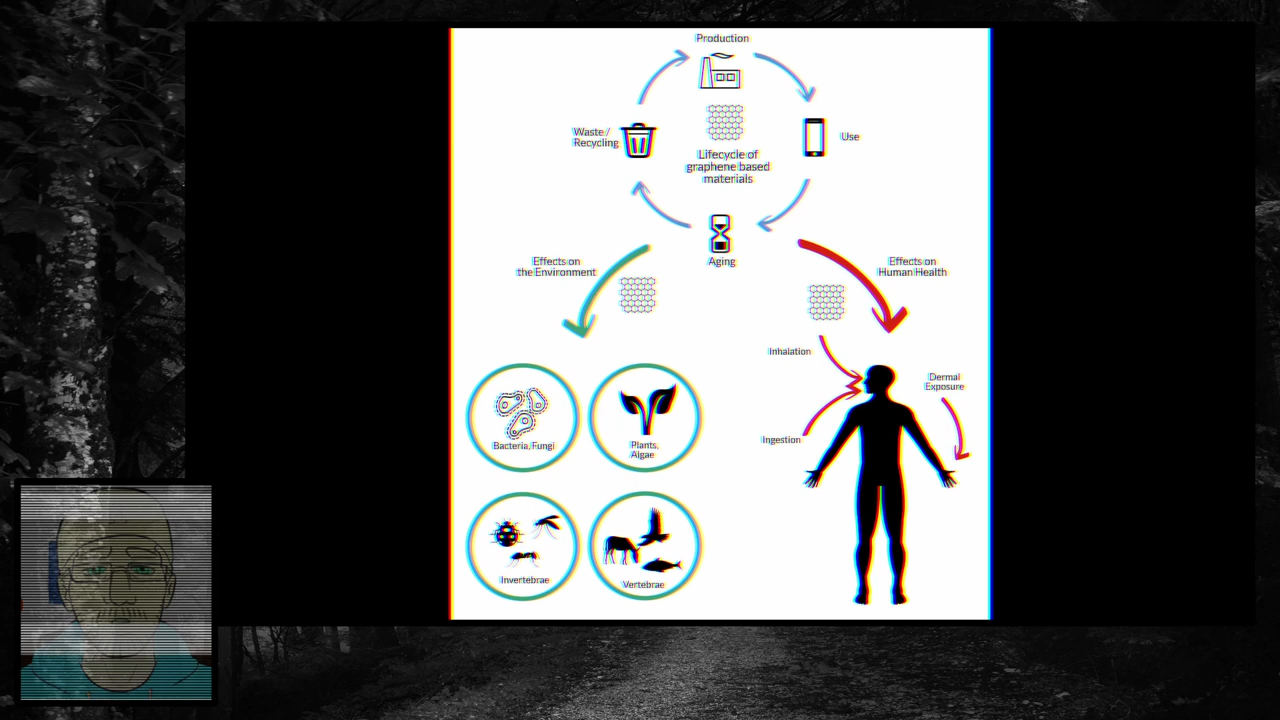 Production
Waste /
Recycling
Use
Lifecycle of
graphene based
materials
Aging
Effects on
the Environment
Effects on
Human Health
Inhalation
Dermal
Exposure
Ingestion
Bacteria, Fungi
Plants,
Algae
Invertebrae
Vertebrae